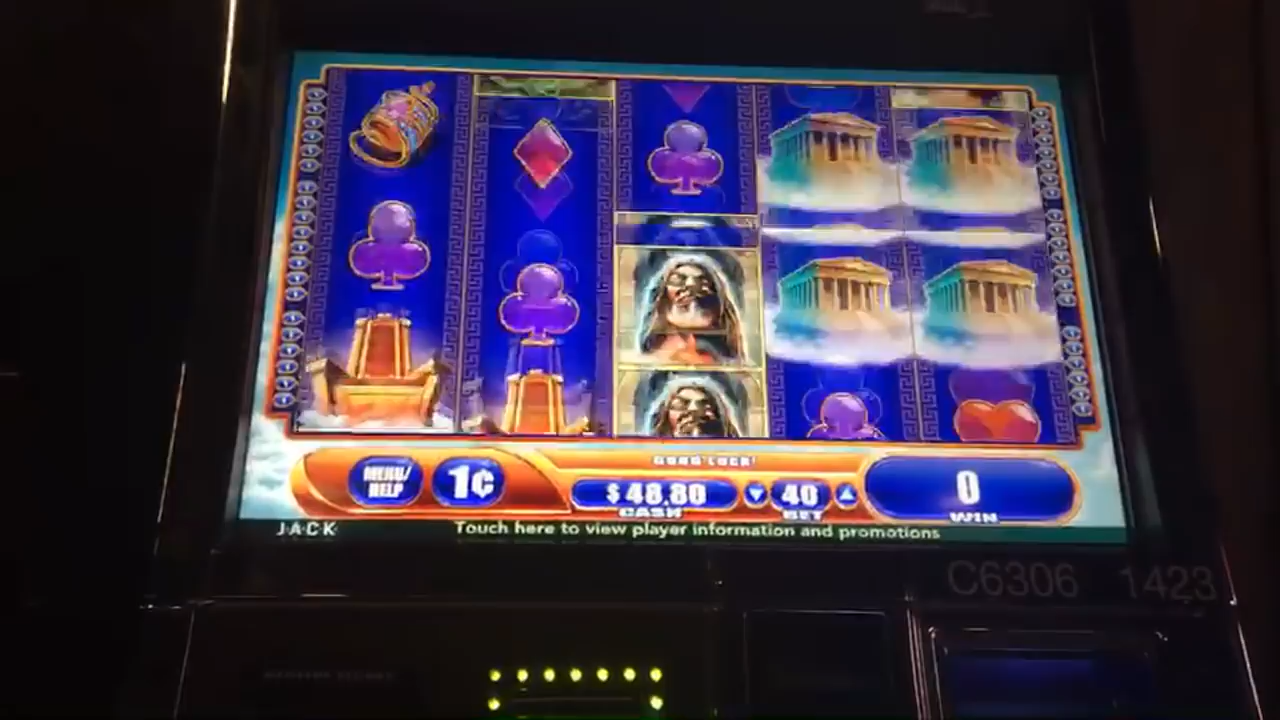 GOOD LUCK!
MENU/
HELP
1¢
$48.80
CASH
40
BET
0
WIN
JACK
Touch here to view player information and promotions
C6306 1423